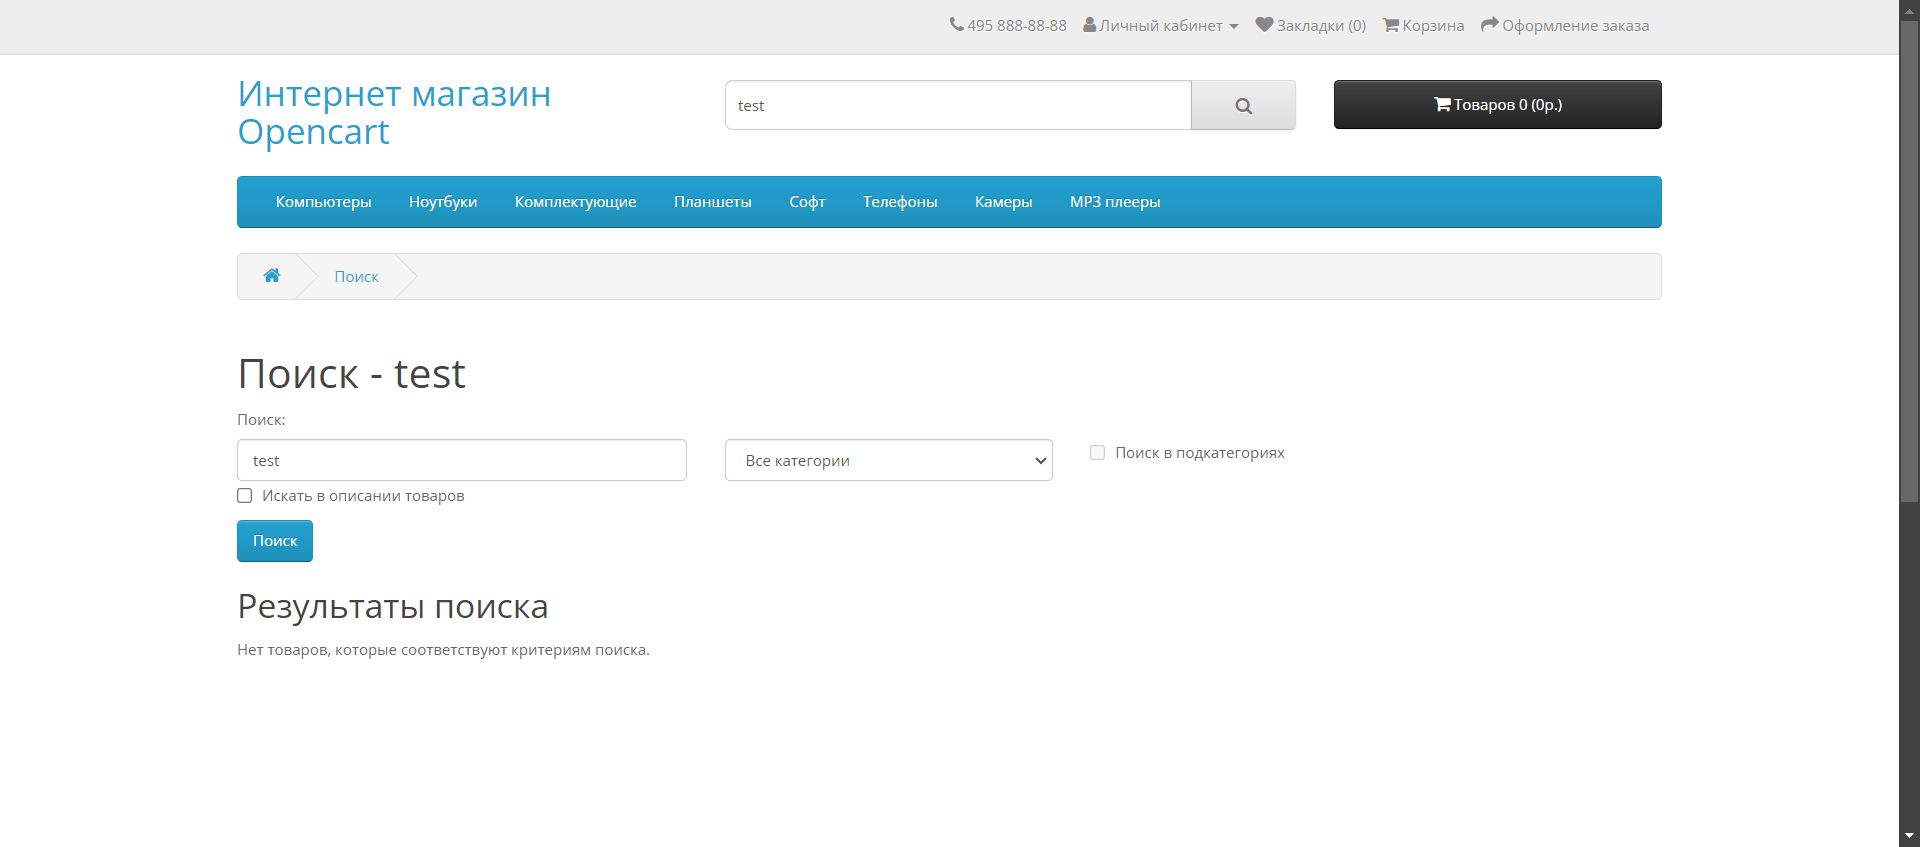 495 888-88-88 Личный кабинет Закладки (0) Корзина Оформление заказа
Интернет магазин
Opencart
test
Товаров 0 (0р.)
Компьютеры Ноутбуки Комплектующие Планшеты Софт Телефоны Камеры MP3 плееры
Поиск
Поиск - test
Поиск:
test Все категории Поиск в подкатегориях
Искать в описании товаров
Поиск
Результаты поиска
Нет товаров, которые соответствуют критериям поиска.